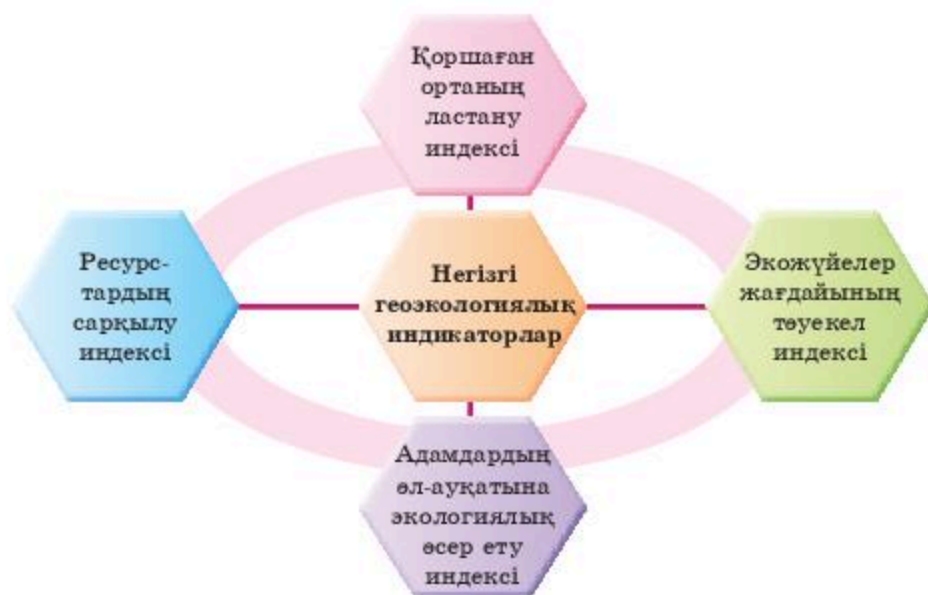 Қоршаған
ортаның
ластану
индексі
Ресурс-
тардың
сарқылу
индексі
Негізгі
геоэкологиялық
индикаторлар
Экожүйелер
жағдайының
тәуекел
индексі
Адамдардың
әл-ауқатына
экологиялық
әсер ету
индексі